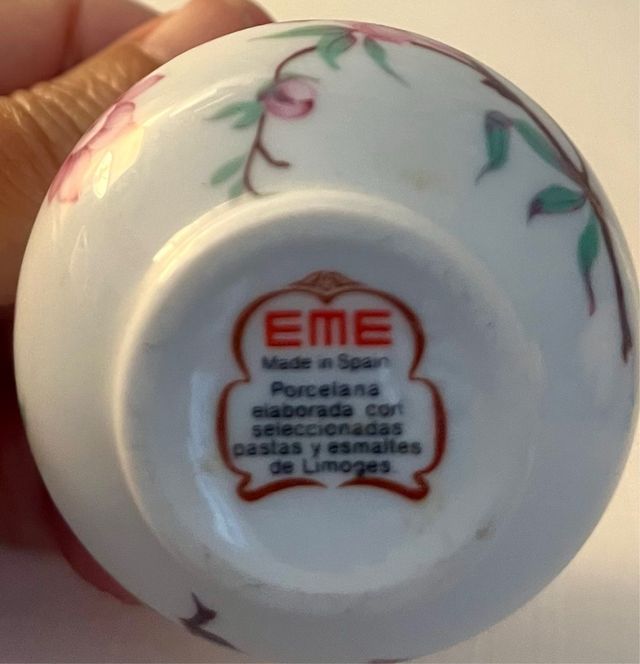 EME
Made in Spain
Porcelana
elaborada con
seleccionadas
pastas y esmaltes
de Limoges.